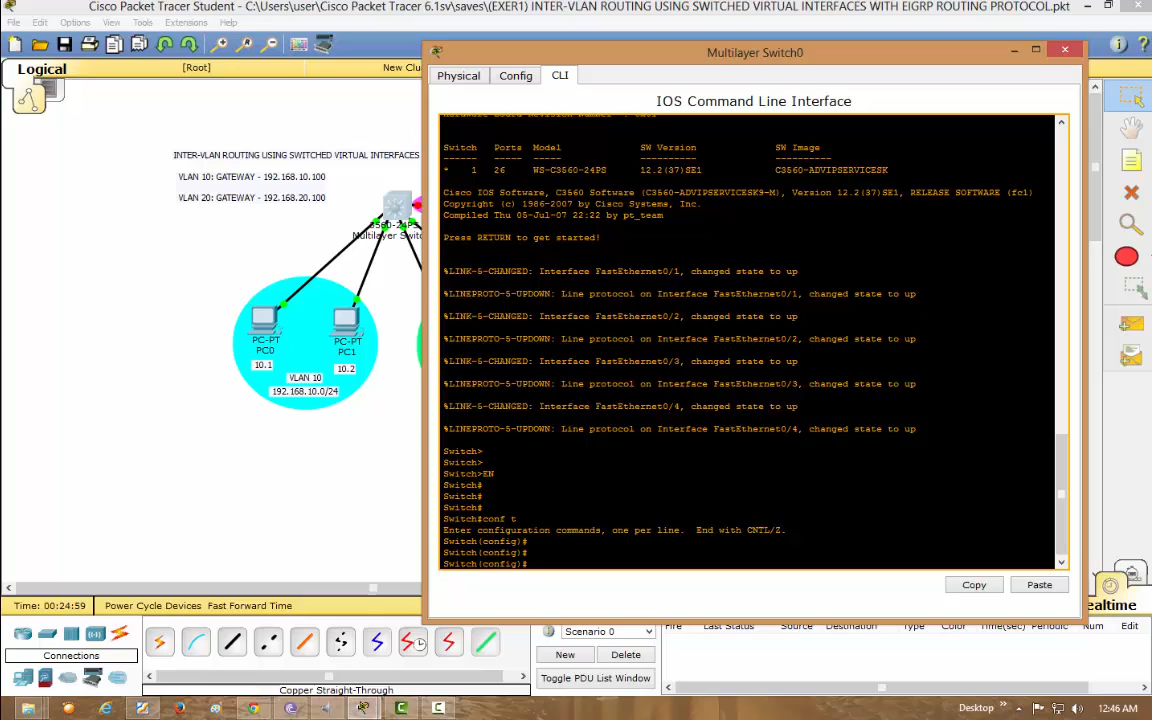 Cisco Packet Tracer Student - C:\Users\user\Cisco Packet Tracer 6.1sv\saves\(EXER1) INTER-VLAN ROUTING USING SWITCHED VIRTUAL INTERFACES WITH EIGRP ROUTING PROTOCOL.pkt
File Edit Options View Tools Extensions Help
Logical
[Root]
New Clu
INTER-VLAN ROUTING USING SWITCHED VIRTUAL INTERFACES
VLAN 10: GATEWAY - 192.168.10.100
VLAN 20: GATEWAY - 192.168.20.100
3560-24PS
Multilayer Switc
PC-PT
PC0
10.1
PC-PT
PC1
10.2
VLAN 10
192.168.10.0/24
Multilayer Switch0
Physical Config CLI
IOS Command Line Interface
Switch Ports Model SW Version SW Image
------ ----- ----- ---------- ----------
* 1 26 WS-C3560-24PS 12.2(37)SE1 C3560-ADVIPSERVICESK
Cisco IOS Software, C3560 Software (C3560-ADVIPSERVICESK9-M), Version 12.2(37)SE1, RELEASE SOFTWARE (fc1)
Copyright (c) 1986-2007 by Cisco Systems, Inc.
Compiled Thu 05-Jul-07 22:22 by pt_team
Press RETURN to get started!
%LINK-5-CHANGED: Interface FastEthernet0/1, changed state to up
%LINEPROTO-5-UPDOWN: Line protocol on Interface FastEthernet0/1, changed state to up
%LINK-5-CHANGED: Interface FastEthernet0/2, changed state to up
%LINEPROTO-5-UPDOWN: Line protocol on Interface FastEthernet0/2, changed state to up
%LINK-5-CHANGED: Interface FastEthernet0/3, changed state to up
%LINEPROTO-5-UPDOWN: Line protocol on Interface FastEthernet0/3, changed state to up
%LINK-5-CHANGED: Interface FastEthernet0/4, changed state to up
%LINEPROTO-5-UPDOWN: Line protocol on Interface FastEthernet0/4, changed state to up
Switch>
Switch>
Switch>EN
Switch#
Switch#
Switch#
Switch#conf t
Enter configuration commands, one per line. End with CNTL/Z.
Switch(config)#
Switch(config)#
Switch(config)#
Copy Paste
Time: 00:24:59 Power Cycle Devices Fast Forward Time
ealtime
Connections
Copper Straight-Through
Scenario 0
New Delete
Toggle PDU List Window
Fire Last Status Source Destination Type Color Time(sec) Periodic Num Edit
Desktop
12:46 AM